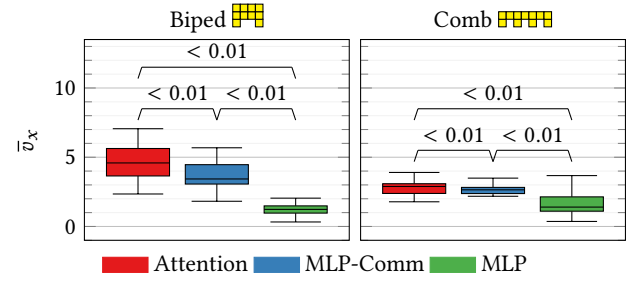 Biped Comb
< 0.01
< 0.01 < 0.01
< 0.01
< 0.01 < 0.01
v̄ₓ
10
5
0
Attention MLP-Comm MLP